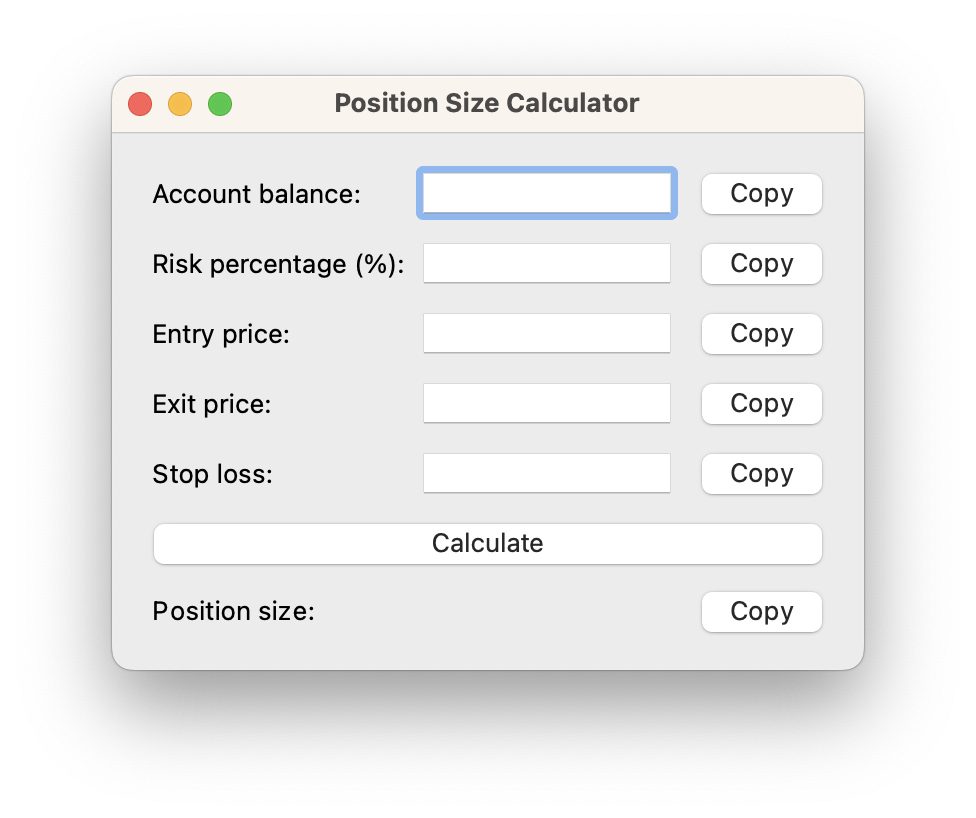 Position Size Calculator
Account balance: Copy
Risk percentage (%): Copy
Entry price: Copy
Exit price: Copy
Stop loss: Copy
Calculate
Position size: Copy